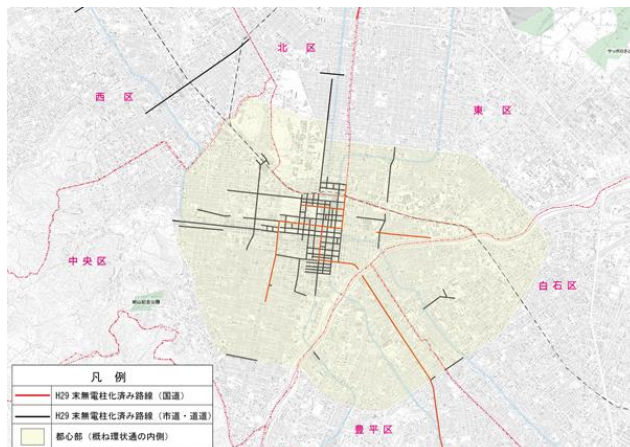 北 区
西 区
東 区
中央区
白石区
豊平区
凡 例
H29 末無電柱化済み路線（国道）
H29 末無電柱化済み路線（市道・道道）
都心部（概ね環状通の内側）